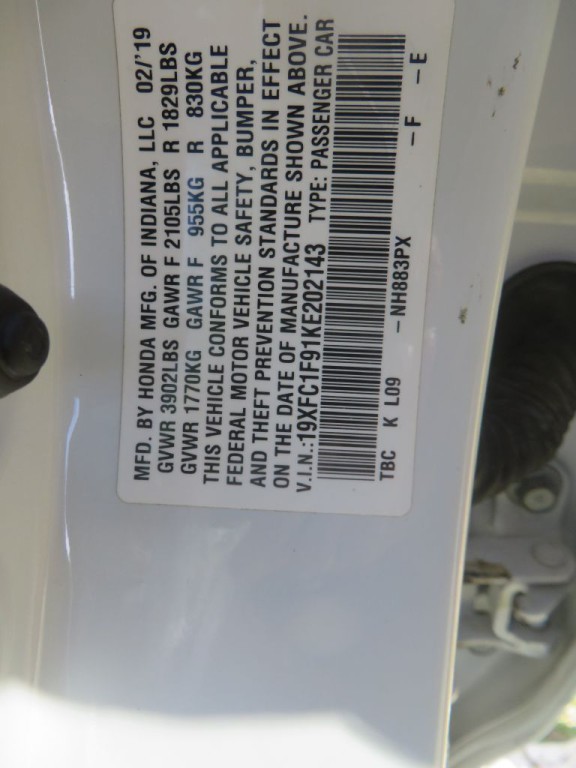 MFD. BY HONDA MFG. OF INDIANA, LLC 02/'19
GVWR 3902LBS GAWR F 2105LBS R 1829LBS
GVWR 1770KG GAWR F 955KG R 830KG
THIS VEHICLE CONFORMS TO ALL APPLICABLE
FEDERAL MOTOR VEHICLE SAFETY, BUMPER,
AND THEFT PREVENTION STANDARDS IN EFFECT
ON THE DATE OF MANUFACTURE SHOWN ABOVE.
V.I.N.:19XFC1F91KE202143 TYPE: PASSENGER CAR
TBC K L09 -NH883PX -F -E